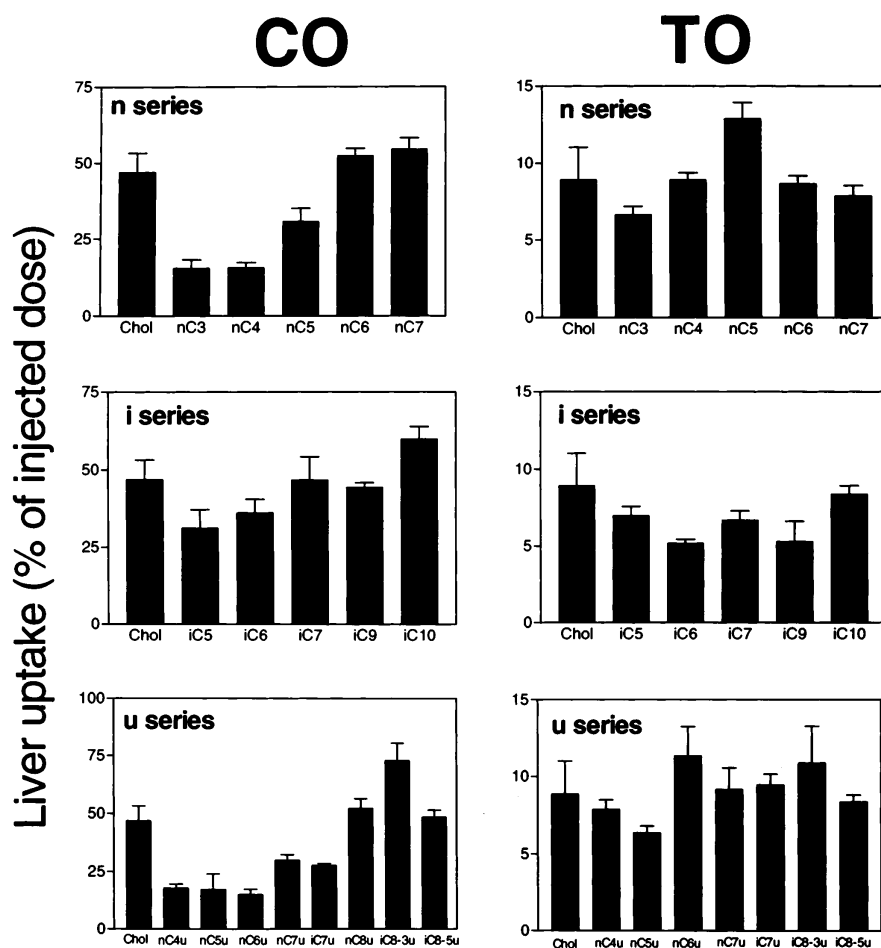 CO TO
Liver uptake (% of injected dose)
n series
75
50
25
0
Chol nC3 nC4 nC5 nC6 nC7
n series
15
10
5
0
Chol nC3 nC4 nC5 nC6 nC7
i series
75
50
25
0
Chol iC5 iC6 iC7 iC9 iC10
i series
15
10
5
0
Chol iC5 iC6 iC7 iC9 iC10
u series
100
75
50
25
0
Chol nC4u nC5u nC6u nC7u iC7u nC8u iC8-3u iC8-5u
u series
15
10
5
0
Chol nC4u nC5u nC6u nC7u iC7u iC8-3u iC8-5u